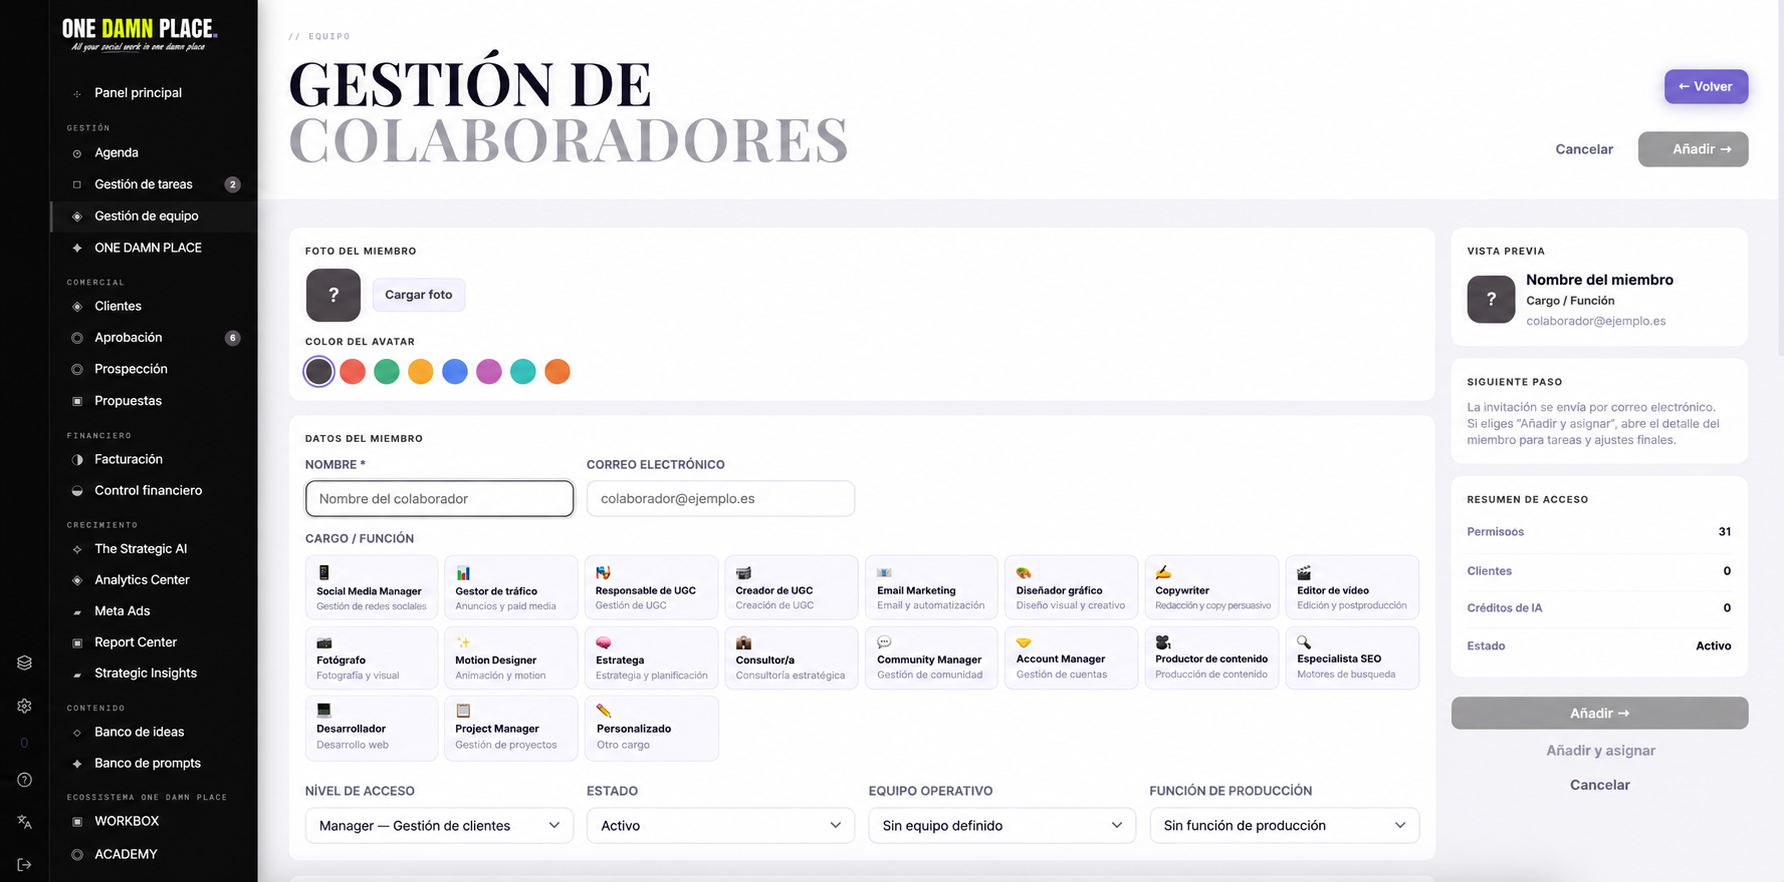 ONE DAMN PLACE.
All your social work in one damn place
Panel principal
GESTIÓN
Agenda
Gestión de tareas 2
Gestión de equipo
ONE DAMN PLACE
COMERCIAL
Clientes
Aprobación 6
Prospección
Propuestas
FINANCIERO
Facturación
Control financiero
CRECIMIENTO
The Strategic AI
Analytics Center
Meta Ads
Report Center
Strategic Insights
CONTENIDO
Banco de ideas
Banco de prompts
ECOSISTEMA ONE DAMN PLACE
WORKBOX
ACADEMY
// EQUIPO
GESTIÓN DE
COLABORADORES
← Volver
Cancelar
Añadir →
FOTO DEL MIEMBRO
?
Cargar foto
COLOR DEL AVATAR
DATOS DEL MIEMBRO
NOMBRE *
Nombre del colaborador
CORREO ELECTRÓNICO
colaborador@ejemplo.es
CARGO / FUNCIÓN
Social Media Manager
Gestión de redes sociales
Gestor de tráfico
Anuncios y paid media
Responsable de UGC
Gestión de UGC
Creador de UGC
Creación de UGC
Email Marketing
Email y automatización
Diseñador gráfico
Diseño visual y creativo
Copywriter
Redacción y copy persuasivo
Editor de vídeo
Edición y postproducción
Fotógrafo
Fotografía y visual
Motion Designer
Animación y motion
Estratega
Estrategia y planificación
Consultor/a
Consultoría estratégica
Community Manager
Gestión de comunidad
Account Manager
Gestión de cuentas
Productor de contenido
Producción de contenido
Especialista SEO
Motores de busqueda
Desarrollador
Desarrollo web
Project Manager
Gestión de proyectos
Personalizado
Otro cargo
NIVEL DE ACCESO
Manager — Gestión de clientes
ESTADO
Activo
EQUIPO OPERATIVO
Sin equipo definido
FUNCIÓN DE PRODUCCIÓN
Sin función de producción
VISTA PREVIA
?
Nombre del miembro
Cargo / Función
colaborador@ejemplo.es
SIGUIENTE PASO
La invitación se envía por correo electrónico.
Si eliges "Añadir y asignar", abre el detalle del
miembro para tareas y ajustes finales.
RESUMEN DE ACCESO
Permisoos 31
Clientes 0
Créditos de IA 0
Estado Activo
Añadir →
Añadir y asignar
Cancelar